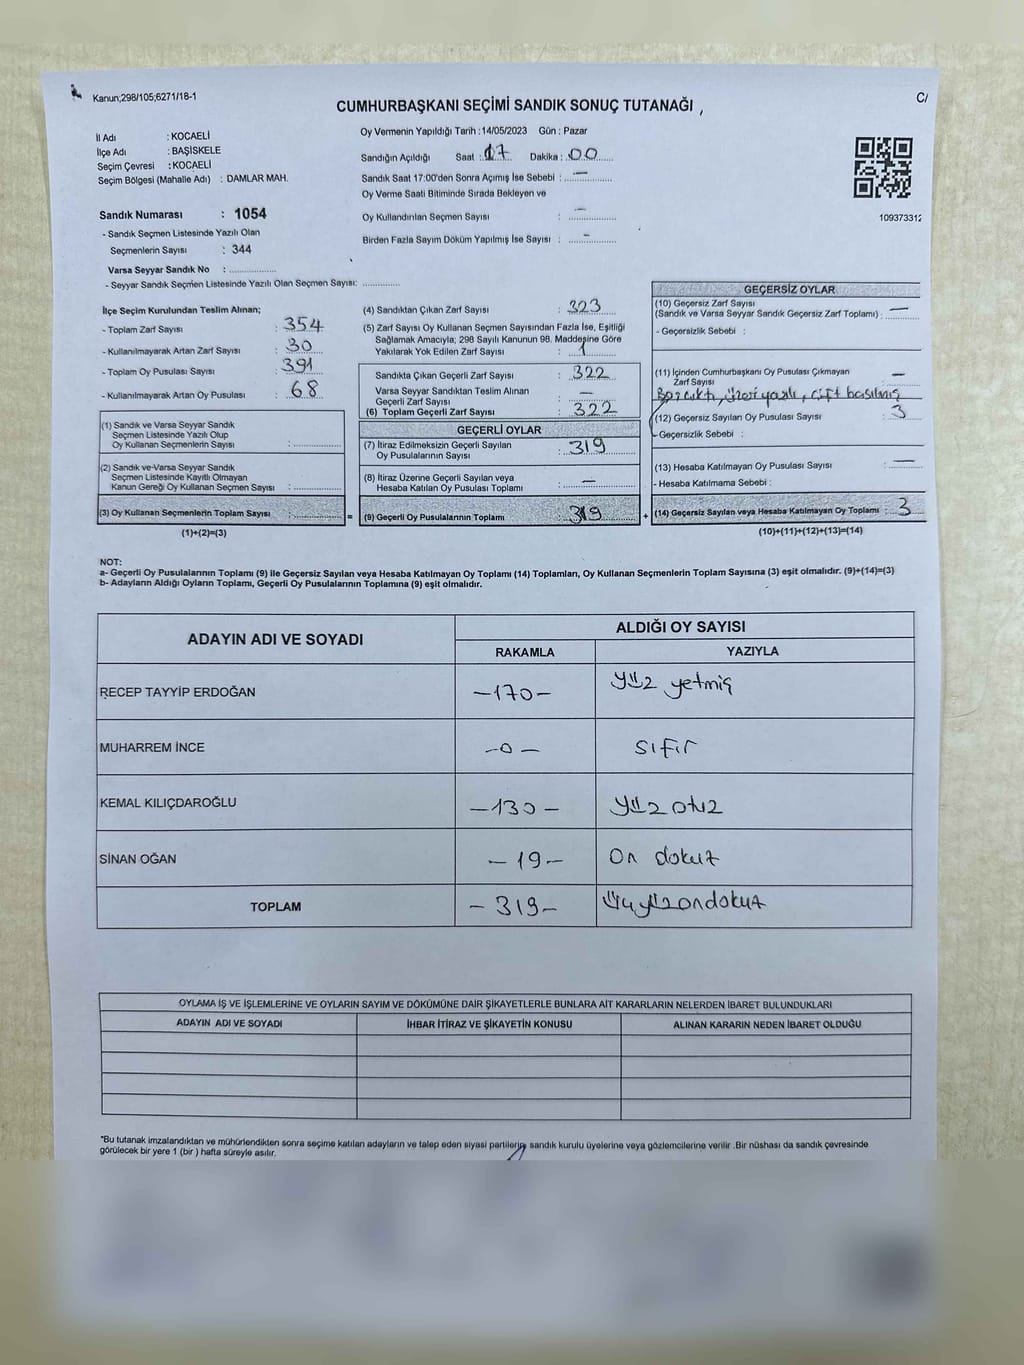 Kanun;298/105;6271/18-1
C/
CUMHURBAŞKANI SEÇİMİ SANDIK SONUÇ TUTANAĞI
İl Adı : KOCAELİ
İlçe Adı : BAŞİSKELE
Seçim Çevresi : KOCAELİ
Seçim Bölgesi (Mahalle Adı) : DAMLAR MAH.
Sandık Numarası : 1054
- Sandık Seçmen Listesinde Yazılı Olan
Seçmenlerin Sayısı : 344
Varsa Seyyar Sandık No : ..............
- Seyyar Sandık Seçmen Listesinde Yazılı Olan Seçmen Sayısı: ..............
Oy Vermenin Yapıldığı Tarih : 14/05/2023 Gün : Pazar
Sandığın Açıldığı Saat : 17 Dakika : 00
Sandık Saat 17:00'den Sonra Açımış İse Sebebi : —
Oy Verme Saati Bitiminde Sırada Bekleyen ve
Oy Kullandırılan Seçmen Sayısı : —
Birden Fazla Sayım Döküm Yapılmış İse Sayısı : -
109373312
İlçe Seçim Kurulundan Teslim Alınan;
- Toplam Zarf Sayısı : 354
- Kullanılmayarak Artan Zarf Sayısı : 30
- Toplam Oy Pusulası Sayısı : 391
- Kullanılmayarak Artan Oy Pusulası : 68
(1) Sandık ve Varsa Seyyar Sandık
Seçmen Listesinde Yazılı Olup
Oy Kullanan Seçmenlerin Sayısı : ..............
(2) Sandık ve Varsa Seyyar Sandık
Seçmen Listesinde Kayıtlı Olmayan
Kanun Gereği Oy Kullanan Seçmen Sayısı : ..............
(3) Oy Kullanan Seçmenlerin Toplam Sayısı : .............. =
(1)+(2)=(3)
(4) Sandıktan Çıkan Zarf Sayısı : 323
(5) Zarf Sayısı Oy Kullanan Seçmen Sayısından Fazla İse, Eşitliği
Sağlamak Amacıyla; 298 Sayılı Kanunun 98. Maddesine Göre
Yakılarak Yok Edilen Zarf Sayısı : 1
Sandıkta Çıkan Geçerli Zarf Sayısı : 322
Varsa Seyyar Sandıktan Teslim Alınan
Geçerli Zarf Sayısı : —
(6) Toplam Geçerli Zarf Sayısı : 322
GEÇERLİ OYLAR
(7) İtiraz Edilmeksizin Geçerli Sayılan
Oy Pusulalarının Sayısı : 319
(8) İtiraz Üzerine Geçerli Sayılan veya
Hesaba Katılan Oy Pusulası Toplamı : —
(9) Geçerli Oy Pusulalarının Toplamı : 319 +
GEÇERSİZ OYLAR
(10) Geçersiz Zarf Sayısı
(Sandık ve Varsa Seyyar Sandık Geçersiz Zarf Toplamı) : —
- Geçersizlik Sebebi :
(11) İçinden Cumhurbaşkanı Oy Pusulası Çıkmayan
Zarf Sayısı —
üzeri yazılı, çift basılmış
(12) Geçersiz Sayılan Oy Pusulası Sayısı 3
- Geçersizlik Sebebi :
(13) Hesaba Katılmayan Oy Pusulası Sayısı : —
- Hesaba Katılmama Sebebi :
(14) Geçersiz Sayılan veya Hesaba Katılmayan Oy Toplamı : 3
(10)+(11)+(12)+(13)=(14)
NOT:
a- Geçerli Oy Pusulalarının Toplamı (9) ile Geçersiz Sayılan veya Hesaba Katılmayan Oy Toplamı (14) Toplamları, Oy Kullanan Seçmenlerin Toplam Sayısına (3) eşit olmalıdır. (9)+(14)=(3)
b- Adayların Aldığı Oyların Toplamı, Geçerli Oy Pusulalarının Toplamına (9) eşit olmalıdır.
ADAYIN ADI VE SOYADI ALDIĞI OY SAYISI
RAKAMLA YAZIYLA
RECEP TAYYİP ERDOĞAN -170- Yüz yetmiş
MUHARREM İNCE -0- sıfır
KEMAL KILIÇDAROĞLU -130- Yüz otuz
SİNAN OĞAN -19- On dokuz
TOPLAM -319- Üçyüzondokuz
OYLAMA İŞ VE İŞLEMLERİNE VE OYLARIN SAYIM VE DÖKÜMÜNE DAİR ŞİKAYETLERLE BUNLARA AİT KARARLARIN NELERDEN İBARET BULUNDUKLARI
ADAYIN ADI VE SOYADI İHBAR İTİRAZ VE ŞİKAYETİN KONUSU ALINAN KARARIN NEDEN İBARET OLDUĞU
*Bu tutanak imzalandıktan ve mühürlendikten sonra seçime katılan adayların ve talep eden siyasi partilerin sandık kurulu üyelerine veya gözlemcilerine verilir .Bir nüshası da sandık çevresinde
görülecek bir yere 1 (bir ) hafta süreyle asılır.